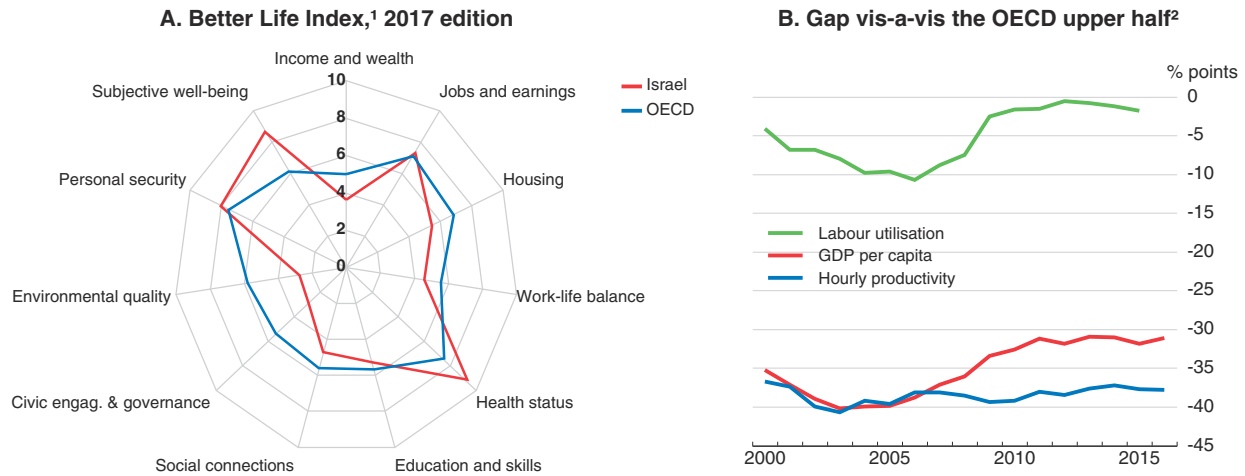 A. Better Life Index,¹ 2017 edition
Income and wealth
Jobs and earnings
Housing
Work-life balance
Health status
Education and skills
Social connections
Civic engag. & governance
Environmental quality
Personal security
Subjective well-being
10
8
6
4
2
0
Israel
OECD
B. Gap vis-a-vis the OECD upper half²
% points
0
-5
-10
-15
-20
-25
-30
-35
-40
-45
Labour utilisation
GDP per capita
Hourly productivity
2000
2005
2010
2015